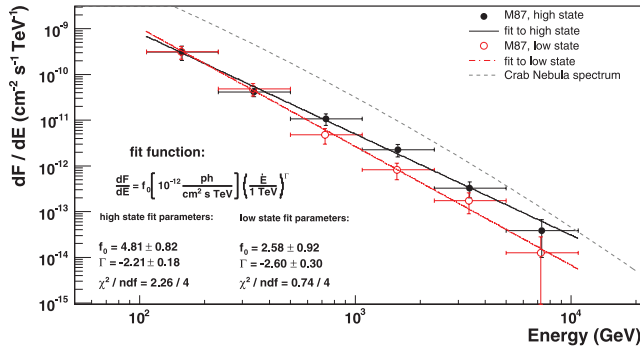 dF / dE (cm⁻² s⁻¹ TeV⁻¹)
10⁻⁹
10⁻¹⁰
10⁻¹¹
10⁻¹²
10⁻¹³
10⁻¹⁴
10⁻¹⁵
M87, high state
fit to high state
M87, low state
fit to low state
Crab Nebula spectrum
fit function:
dF/dE = f₀ [10⁻¹² ph/cm² s TeV] (E/1 TeV)^Γ
high state fit parameters: low state fit parameters:
f₀ = 4.81 ± 0.82 f₀ = 2.58 ± 0.92
Γ = -2.21 ± 0.18 Γ = -2.60 ± 0.30
χ² / ndf = 2.26 / 4 χ² / ndf = 0.74 / 4
10² 10³ 10⁴
Energy (GeV)